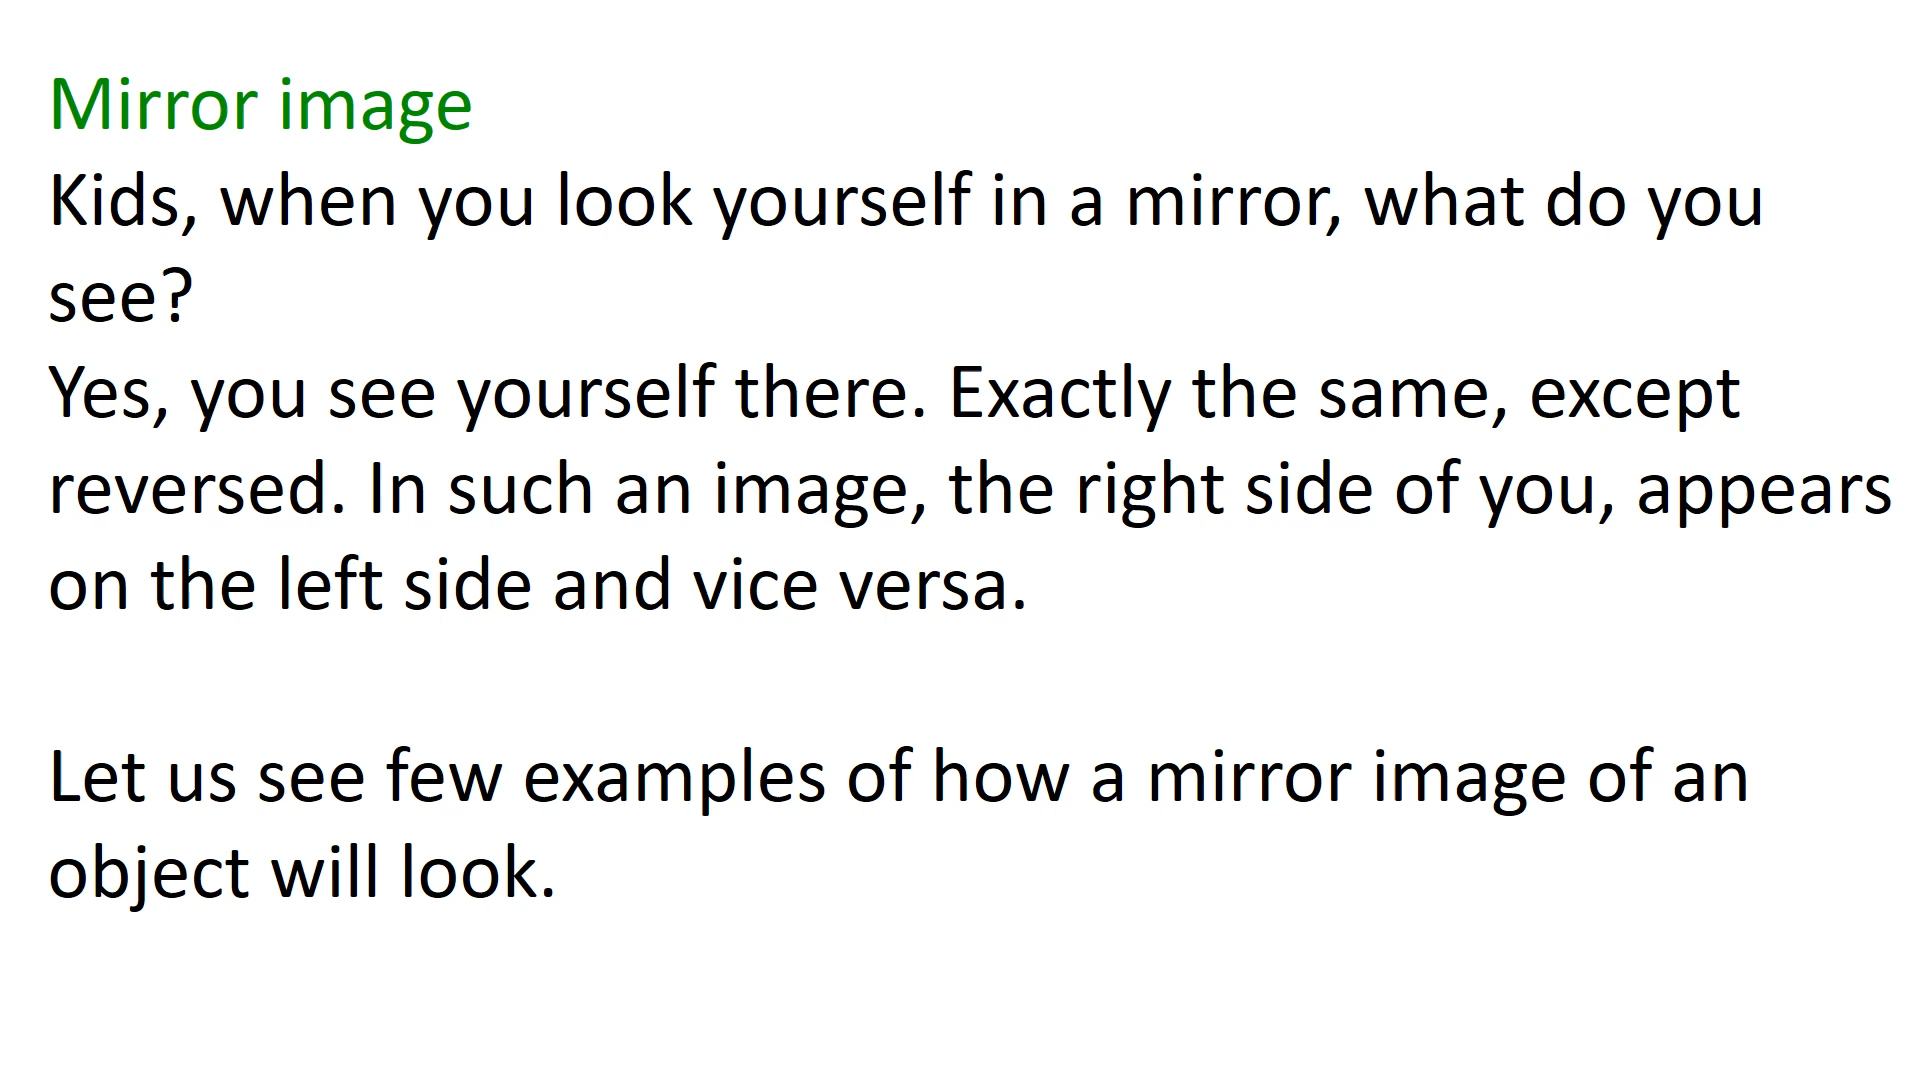 Mirror image
Kids, when you look yourself in a mirror, what do you
see?
Yes, you see yourself there. Exactly the same, except
reversed. In such an image, the right side of you, appears
on the left side and vice versa.
Let us see few examples of how a mirror image of an
object will look.